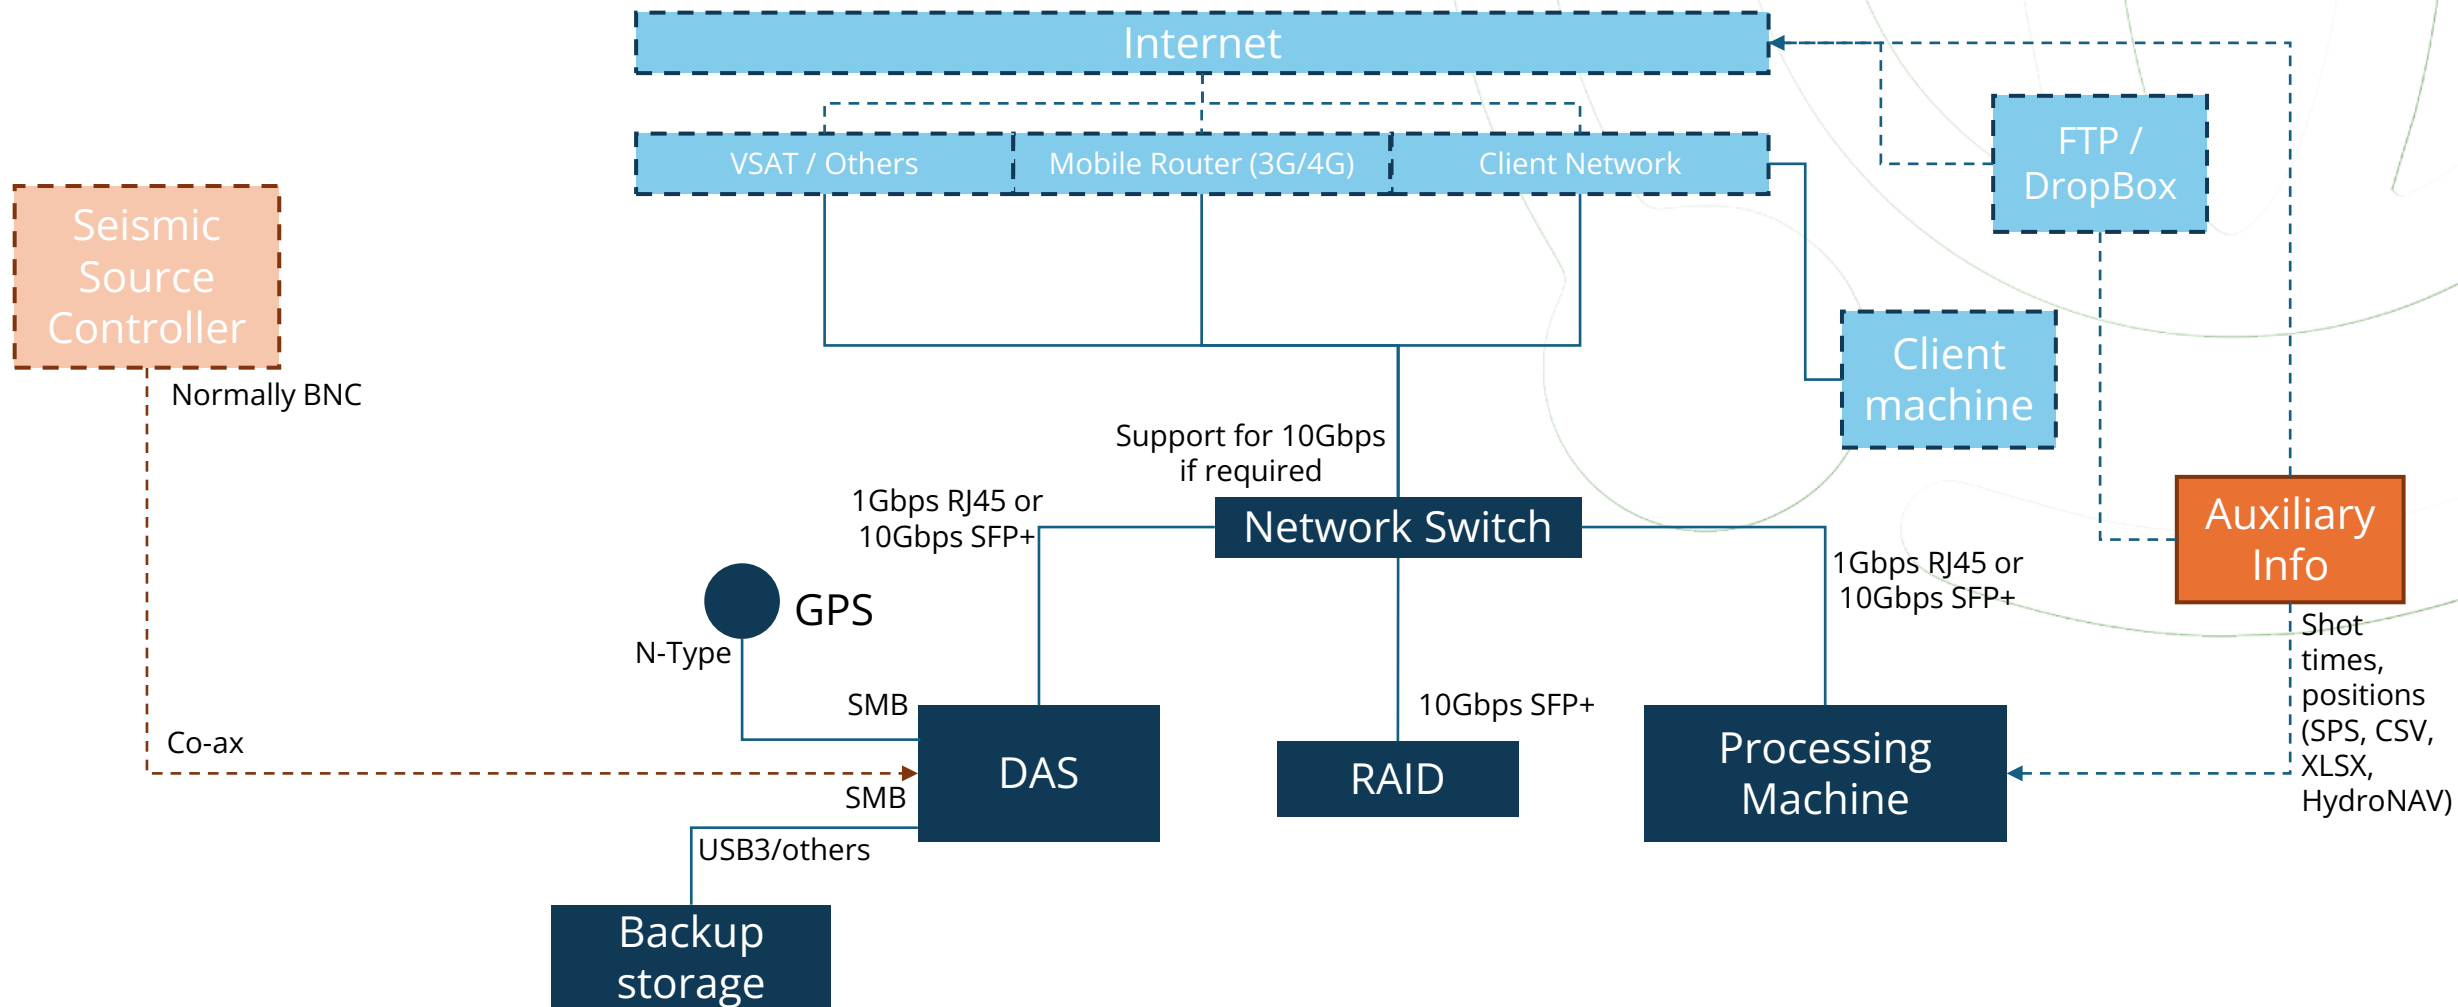 Internet
VSAT / Others
Mobile Router (3G/4G)
Client Network
FTP /
DropBox
Seismic
Source
Controller
Normally BNC
Client
machine
Support for 10Gbps
if required
1Gbps RJ45 or
10Gbps SFP+
Network Switch
Auxiliary
Info
1Gbps RJ45 or
10Gbps SFP+
GPS
N-Type
Shot
times,
positions
(SPS, CSV,
XLSX,
HydroNAV)
SMB
10Gbps SFP+
Co-ax
DAS
RAID
Processing
Machine
SMB
USB3/others
Backup
storage